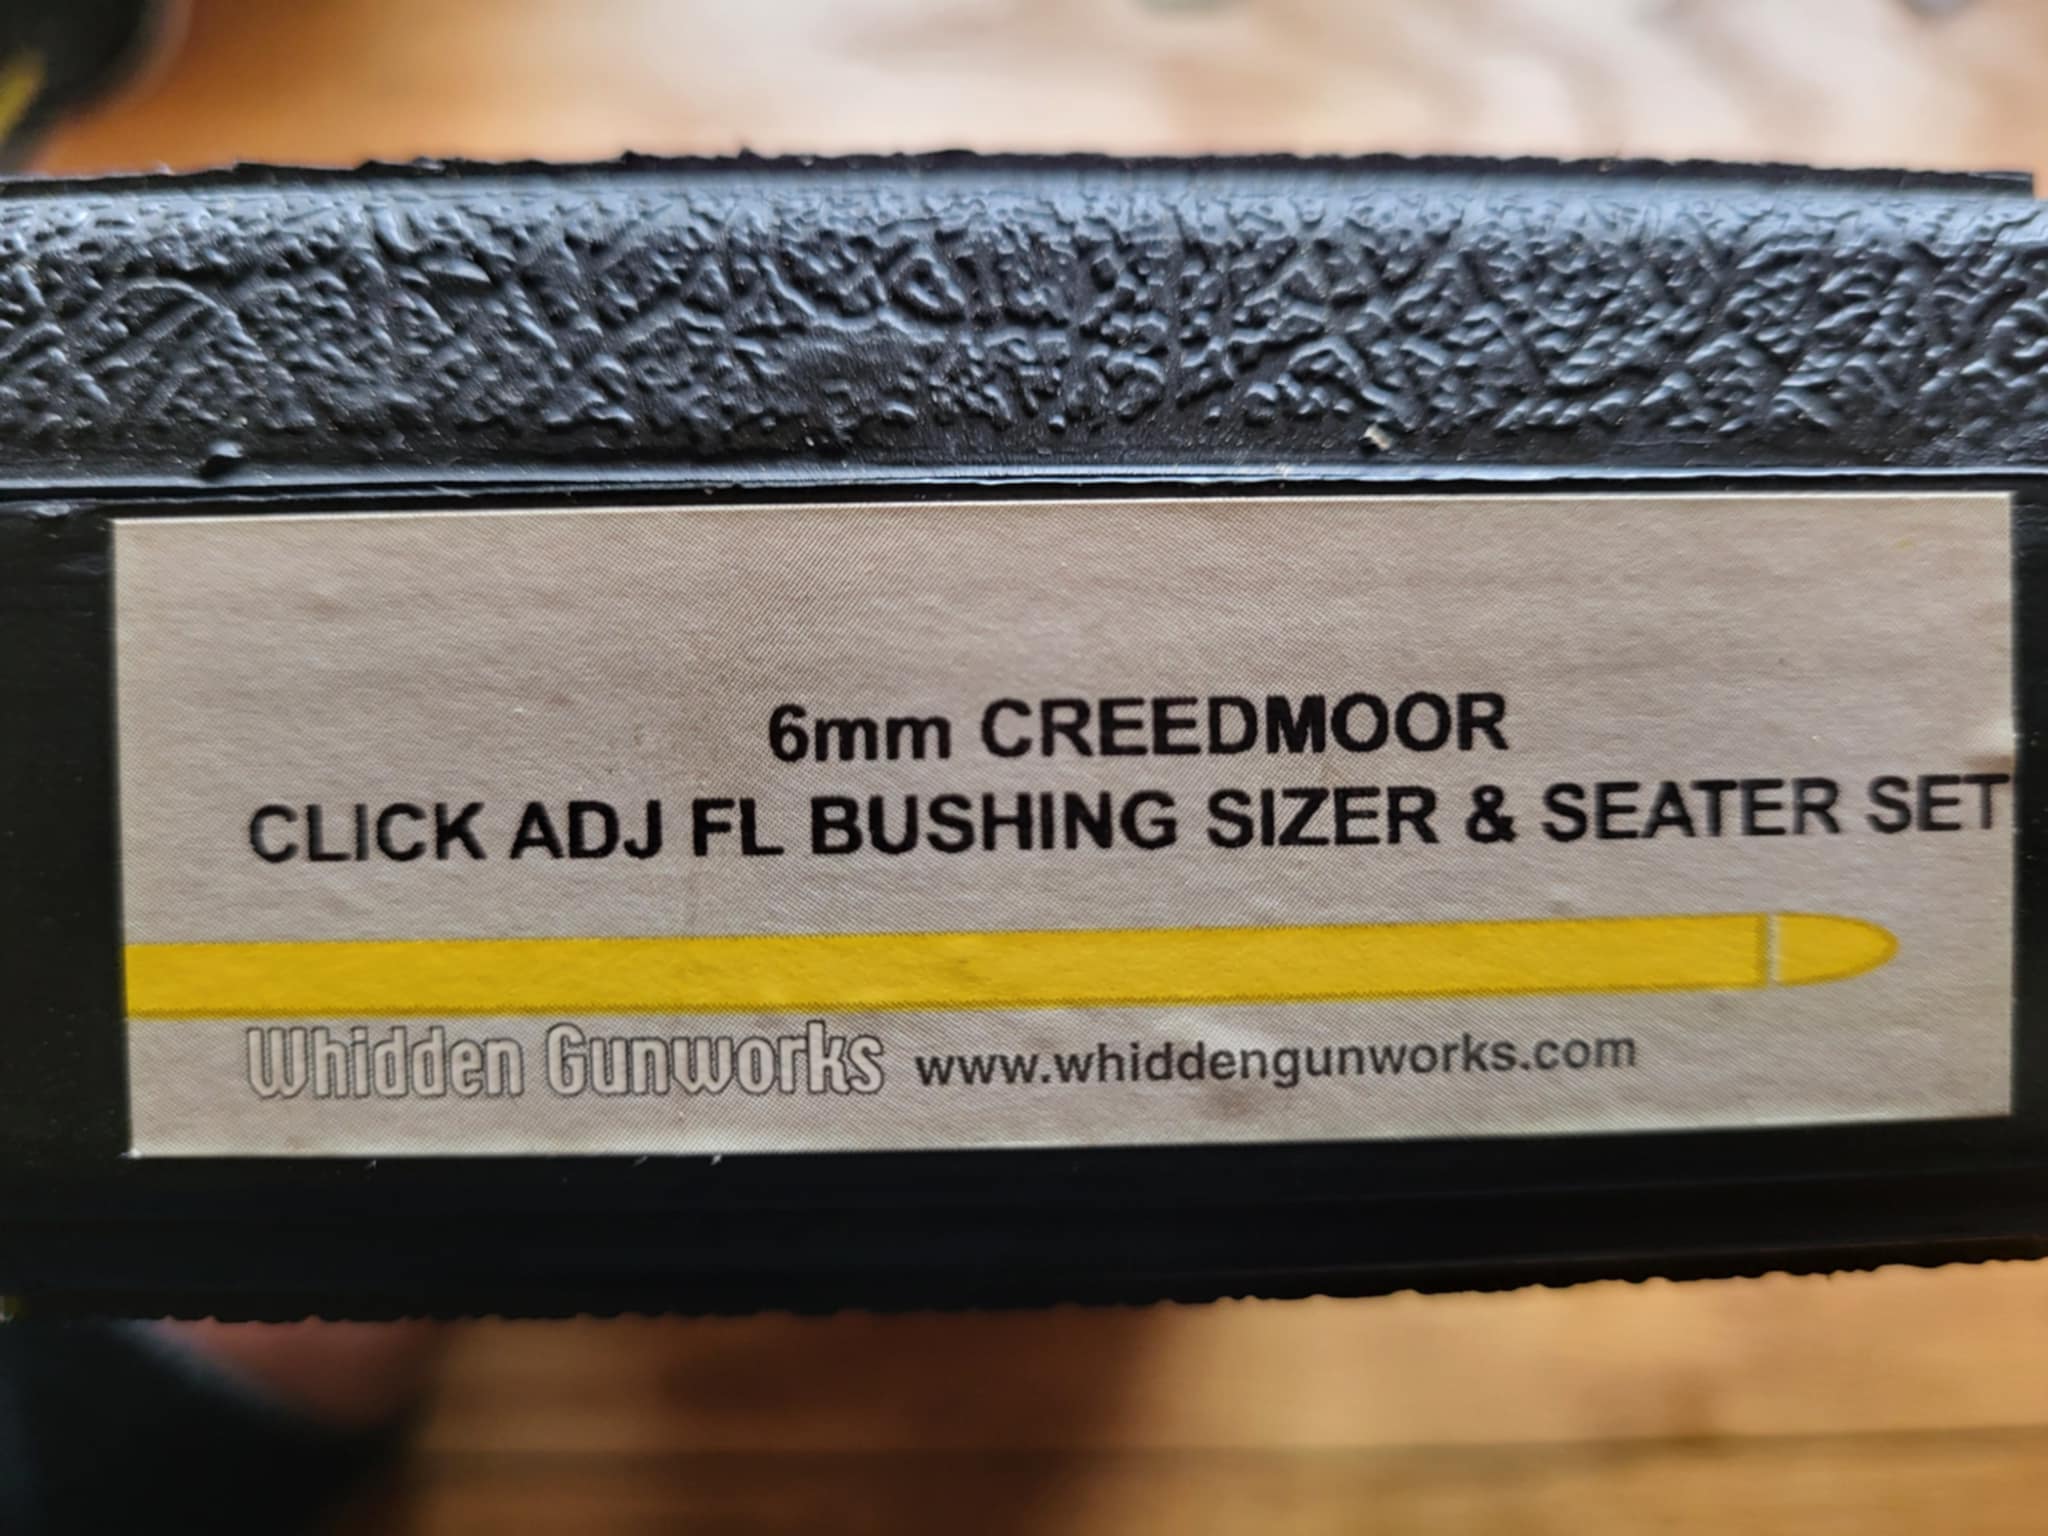 6mm CREEDMOOR
CLICK ADJ FL BUSHING SIZER & SEATER SET
Whidden Gunworks www.whiddengunworks.com